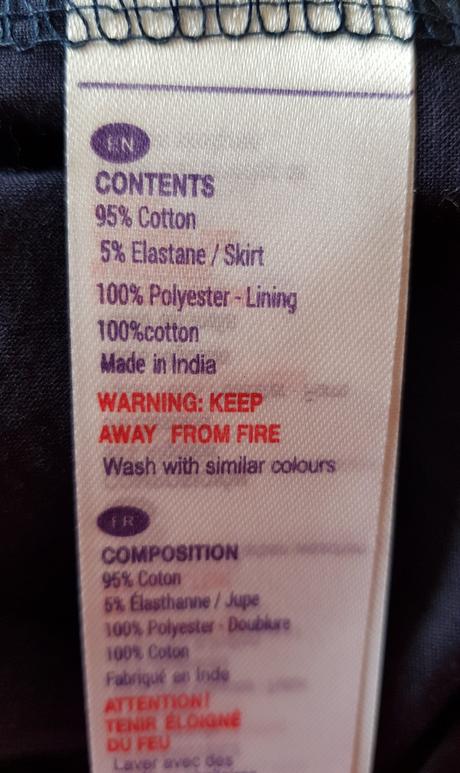 EN
CONTENTS
95% Cotton
5% Elastane / Skirt
100% Polyester - Lining
100%cotton
Made in India
WARNING: KEEP
AWAY FROM FIRE
Wash with similar colours
FR
COMPOSITION
95% Coton
5% Élasthanne / Jupe
100% Polyester - Doublure
100% Coton
Fabriqué en Inde
ATTENTION!
TENIR ÉLOIGNÉ
DU FEU
Laver avec des